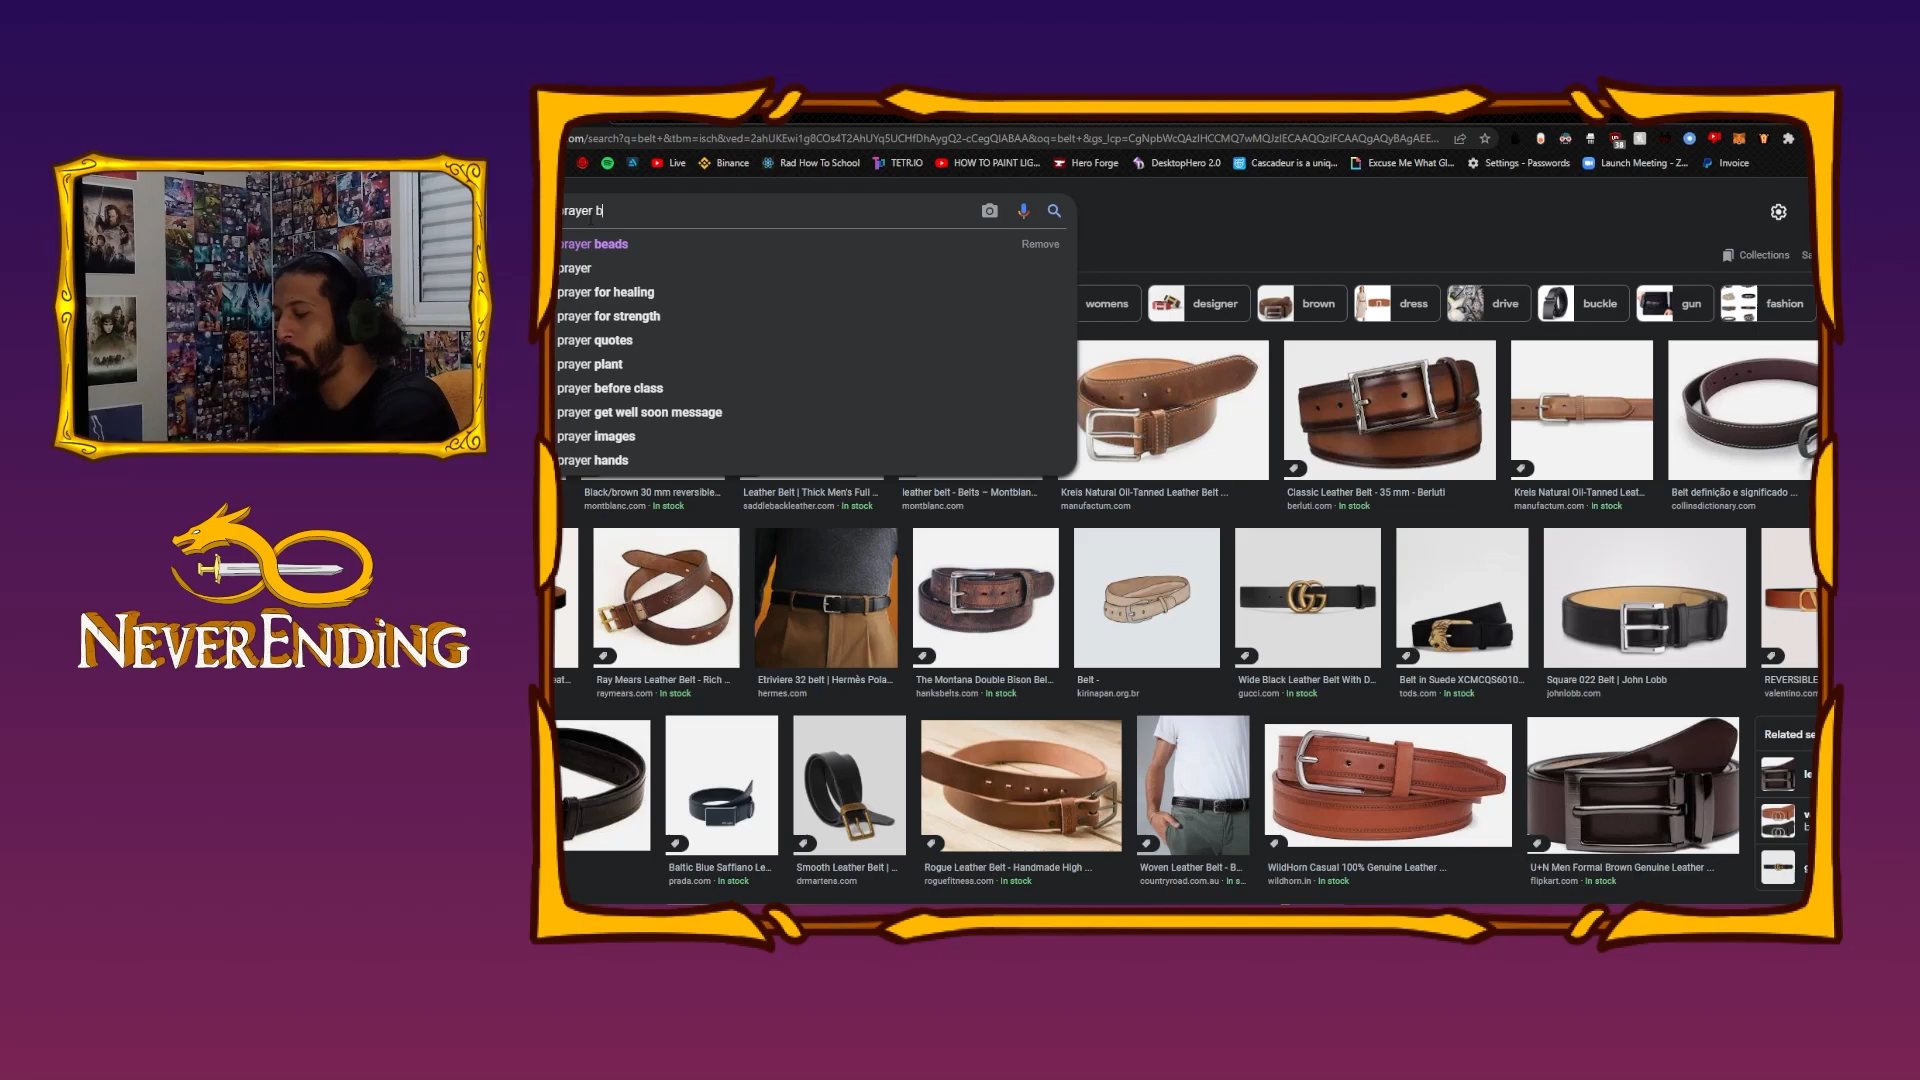 om/search?q=belt+&tbm=isch&ved=2ahUKEwi1g8COs4T2AhUYq5UCHfDhAygQ2-cCegQIABAA&oq=belt+&gs_lcp=CgNpbWcQAzIHCCMQ7wMQJzIECAAQQzIFCAAQgAQyBAgAEE...
Live
Binance
Rad How To School
TETR.IO
HOW TO PAINT LIG...
Hero Forge
DesktopHero 2.0
Cascadeur is a uniq...
Excuse Me What Gl...
Settings - Passwords
Launch Meeting - Z...
Invoice
38
prayer b
prayer beads
Remove
prayer
prayer for healing
prayer for strength
prayer quotes
prayer plant
prayer before class
prayer get well soon message
prayer images
prayer hands
Collections
Sa
womens
designer
brown
dress
drive
buckle
gun
fashion
Black/brown 30 mm reversible...
montblanc.com · In stock
Leather Belt | Thick Men's Full ...
saddlebackleather.com · In stock
leather belt - Belts – Montblan...
montblanc.com
Kreis Natural Oil-Tanned Leather Belt ...
manufactum.com
Classic Leather Belt - 35 mm - Berluti
berluti.com · In stock
Kreis Natural Oil-Tanned Leat...
manufactum.com · In stock
Belt definição e significado ...
collinsdictionary.com
eat...
Ray Mears Leather Belt - Rich ...
raymears.com · In stock
Etriviere 32 belt | Hermès Pola...
hermes.com
The Montana Double Bison Bel...
hanksbelts.com · In stock
Belt -
kirinapan.org.br
Wide Black Leather Belt With D...
gucci.com · In stock
Belt in Suede XCMCQS6010...
tods.com · In stock
Square 022 Belt | John Lobb
johnlobb.com
REVERSIBLE
valentino.com
Related se
Baltic Blue Saffiano Le...
prada.com · In stock
Smooth Leather Belt | ...
drmartens.com
Rogue Leather Belt - Handmade High ...
roguefitness.com · In stock
Woven Leather Belt - B...
countryroad.com.au · In s...
WildHorn Casual 100% Genuine Leather ...
wildhorn.in · In stock
U+N Men Formal Brown Genuine Leather ...
flipkart.com · In stock
NEVERENDING